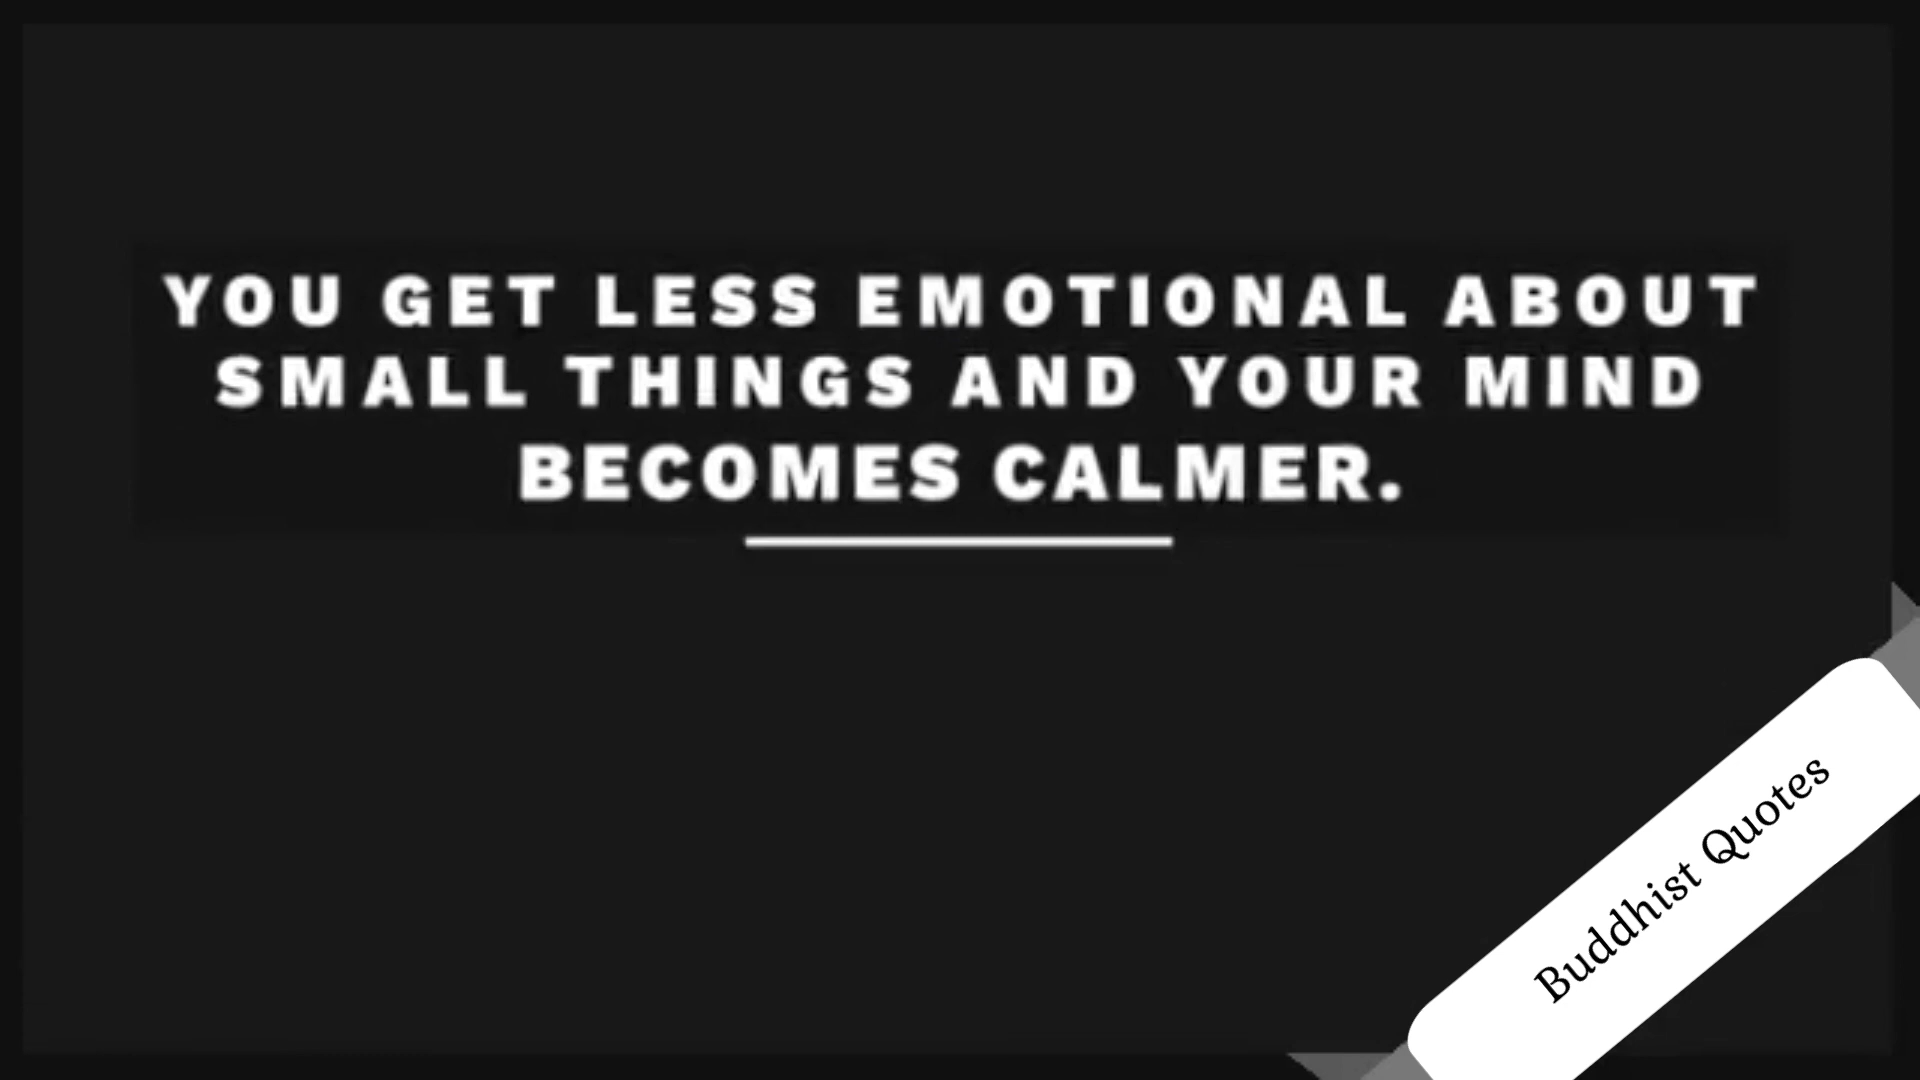 YOU GET LESS EMOTIONAL ABOUT
SMALL THINGS AND YOUR MIND
BECOMES CALMER.
Buddhist Quotes